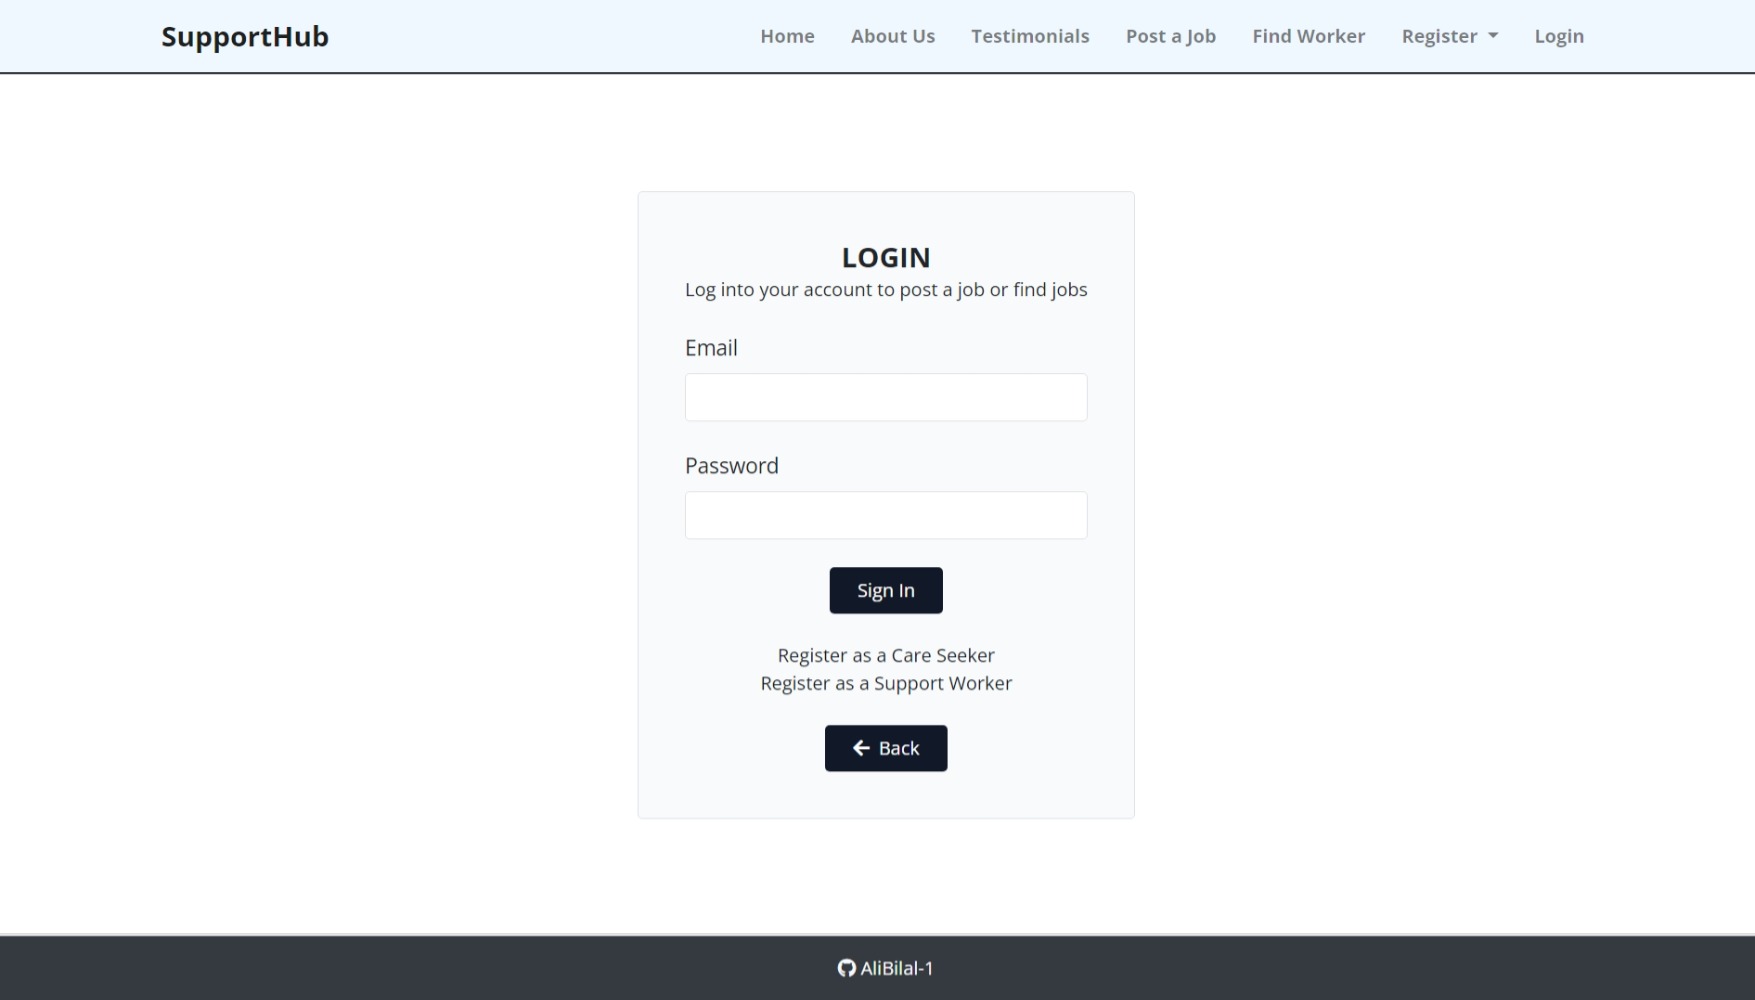 SupportHub
Home About Us Testimonials Post a Job Find Worker Register Login
LOGIN
Log into your account to post a job or find jobs
Email
Password
Sign In
Register as a Care Seeker
Register as a Support Worker
Back
AliBilal-1